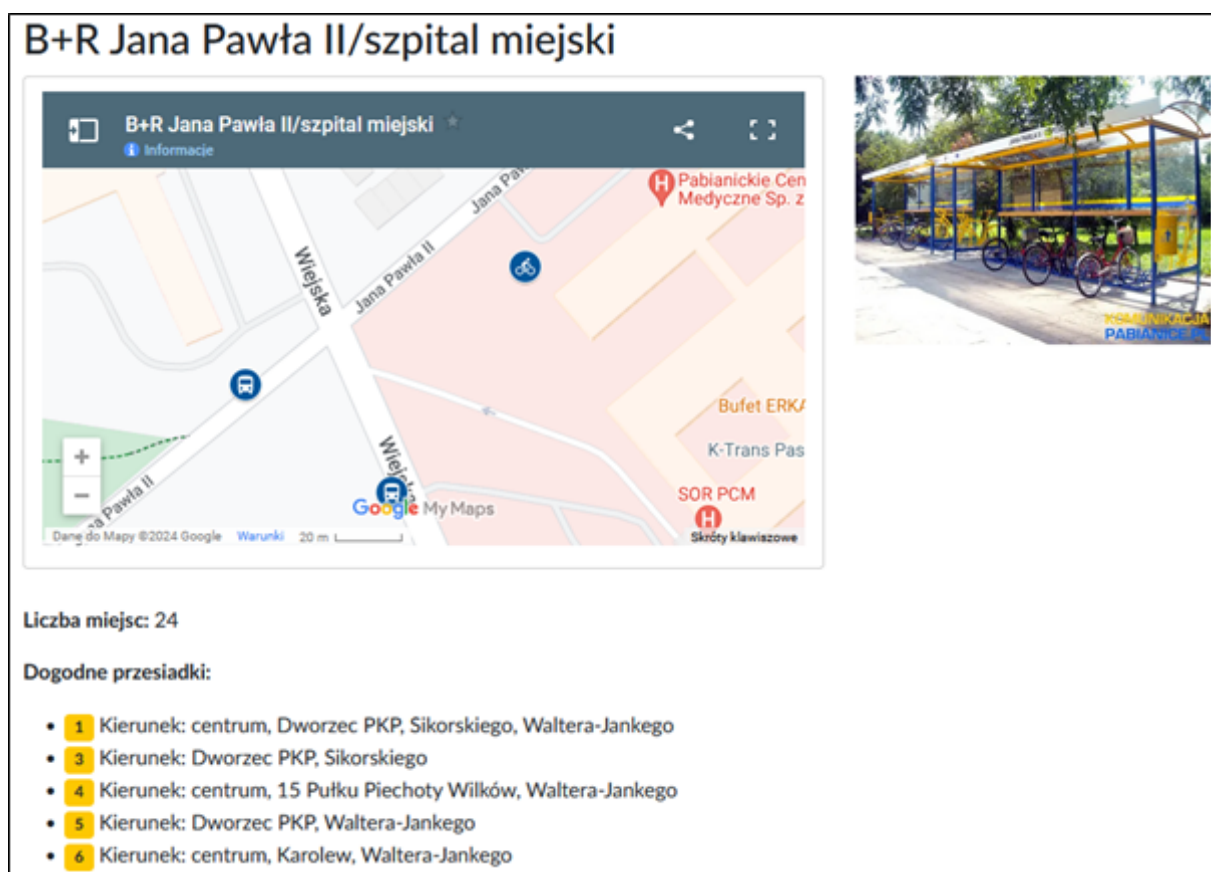 B+R Jana Pawła II/szpital miejski
B+R Jana Pawła II/szpital miejski
Informacje
Jana
Pabianickie Cen
Medyczne Sp. z
Wiejska
Jana Pawła II
Bufet ERKA
K-Trans Pas
Wiejska
SOR PCM
Pawła II
Google My Maps
Dane do Mapy ©2024 Google Warunki 20 m
Skróty klawiszowe
KOMUNIKACJA
PABIANICE.PL
Liczba miejsc: 24
Dogodne przesiadki:
1 Kierunek: centrum, Dworzec PKP, Sikorskiego, Waltera-Jankego
3 Kierunek: Dworzec PKP, Sikorskiego
4 Kierunek: centrum, 15 Pułku Piechoty Wilków, Waltera-Jankego
5 Kierunek: Dworzec PKP, Waltera-Jankego
6 Kierunek: centrum, Karolew, Waltera-Jankego